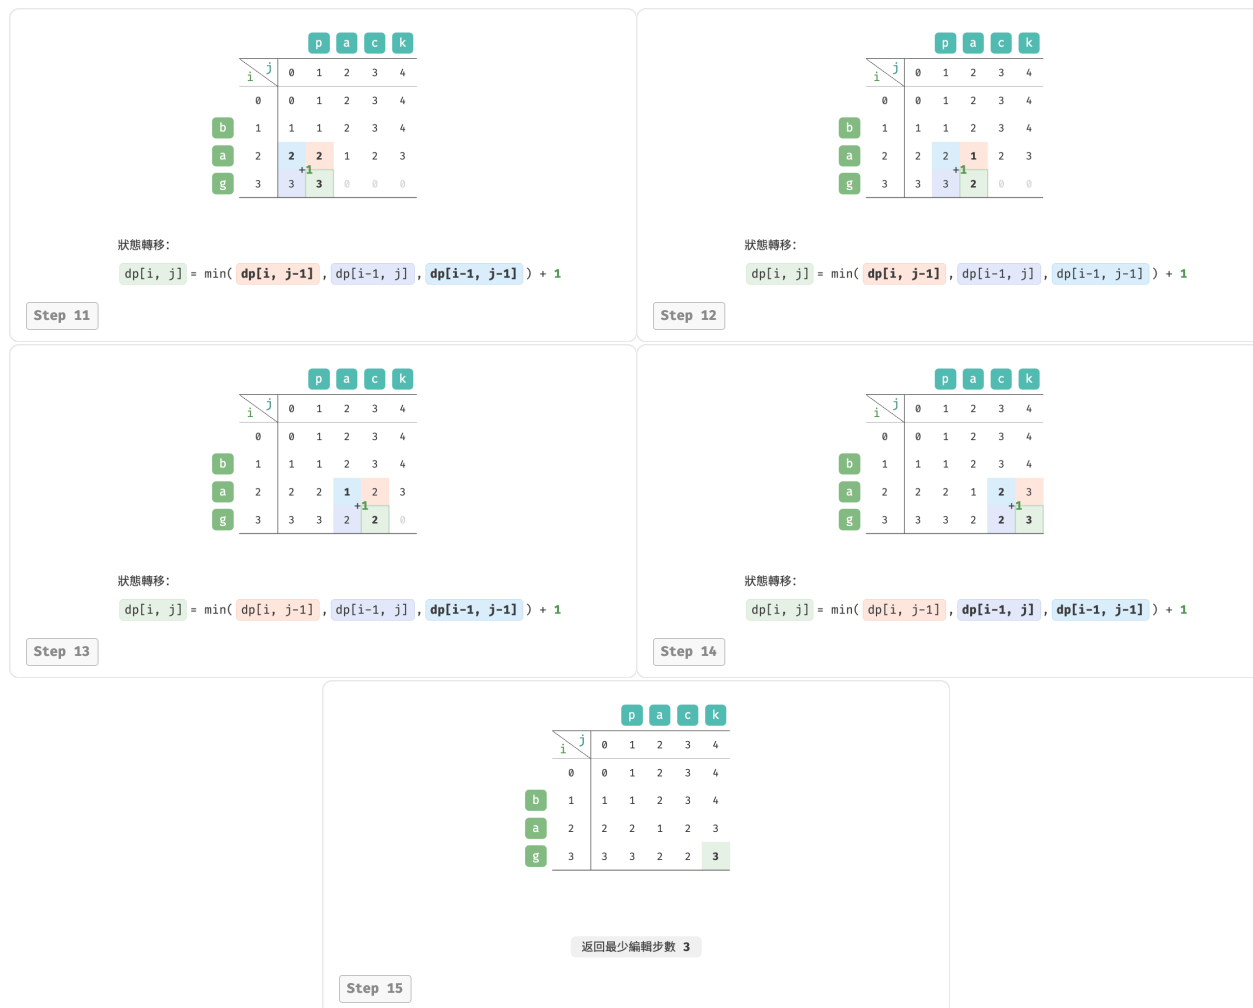 p a c k
j
i
0 1 2 3 4
0 0 1 2 3 4
b 1 1 1 2 3 4
a 2 2 2 1 2 3
+1
g 3 3 3 0 0 0
狀態轉移：
dp[i, j] = min( dp[i, j-1] , dp[i-1, j] , dp[i-1, j-1] ) + 1
Step 11
p a c k
j
i
0 1 2 3 4
0 0 1 2 3 4
b 1 1 1 2 3 4
a 2 2 2 1 2 3
+1
g 3 3 3 2 0 0
狀態轉移：
dp[i, j] = min( dp[i, j-1] , dp[i-1, j] , dp[i-1, j-1] ) + 1
Step 12
p a c k
j
i
0 1 2 3 4
0 0 1 2 3 4
b 1 1 1 2 3 4
a 2 2 2 1 2 3
+1
g 3 3 3 2 2 0
狀態轉移：
dp[i, j] = min( dp[i, j-1] , dp[i-1, j] , dp[i-1, j-1] ) + 1
Step 13
p a c k
j
i
0 1 2 3 4
0 0 1 2 3 4
b 1 1 1 2 3 4
a 2 2 2 1 2 3
+1
g 3 3 3 2 2 3
狀態轉移：
dp[i, j] = min( dp[i, j-1] , dp[i-1, j] , dp[i-1, j-1] ) + 1
Step 14
p a c k
j
i
0 1 2 3 4
0 0 1 2 3 4
b 1 1 1 2 3 4
a 2 2 2 1 2 3
g 3 3 3 2 2 3
返回最少編輯步數 3
Step 15